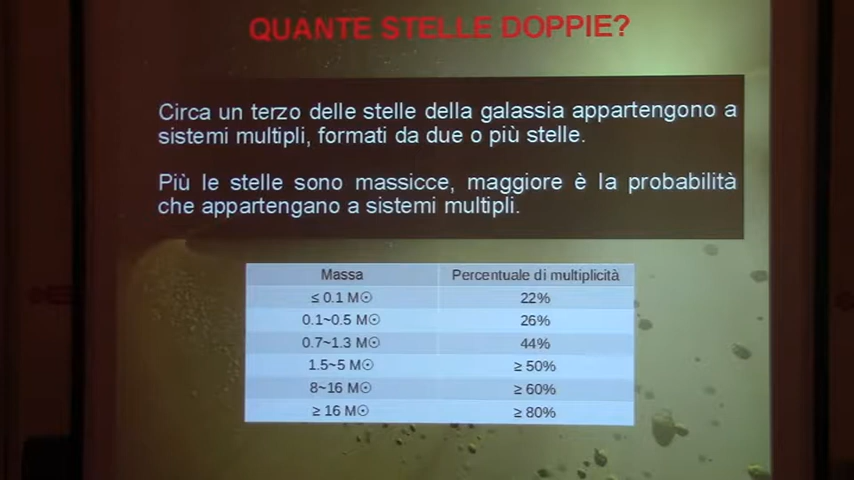 QUANTE STELLE DOPPIE?
Circa un terzo delle stelle della galassia appartengono a
sistemi multipli, formati da due o più stelle.
Più le stelle sono massicce, maggiore è la probabilità
che appartengano a sistemi multipli.
Massa Percentuale di multiplicità
≤ 0.1 M☉ 22%
0.1~0.5 M☉ 26%
0.7~1.3 M☉ 44%
1.5~5 M☉ ≥ 50%
8~16 M☉ ≥ 60%
≥ 16 M☉ ≥ 80%